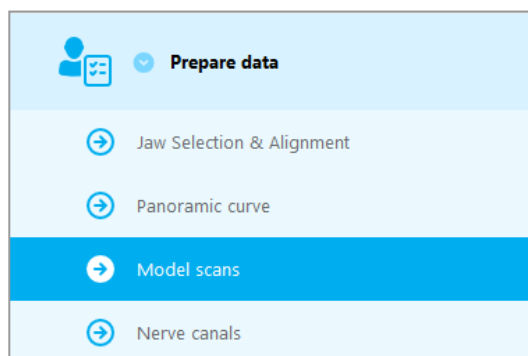 Prepare data
Jaw Selection & Alignment
Panoramic curve
Model scans
Nerve canals